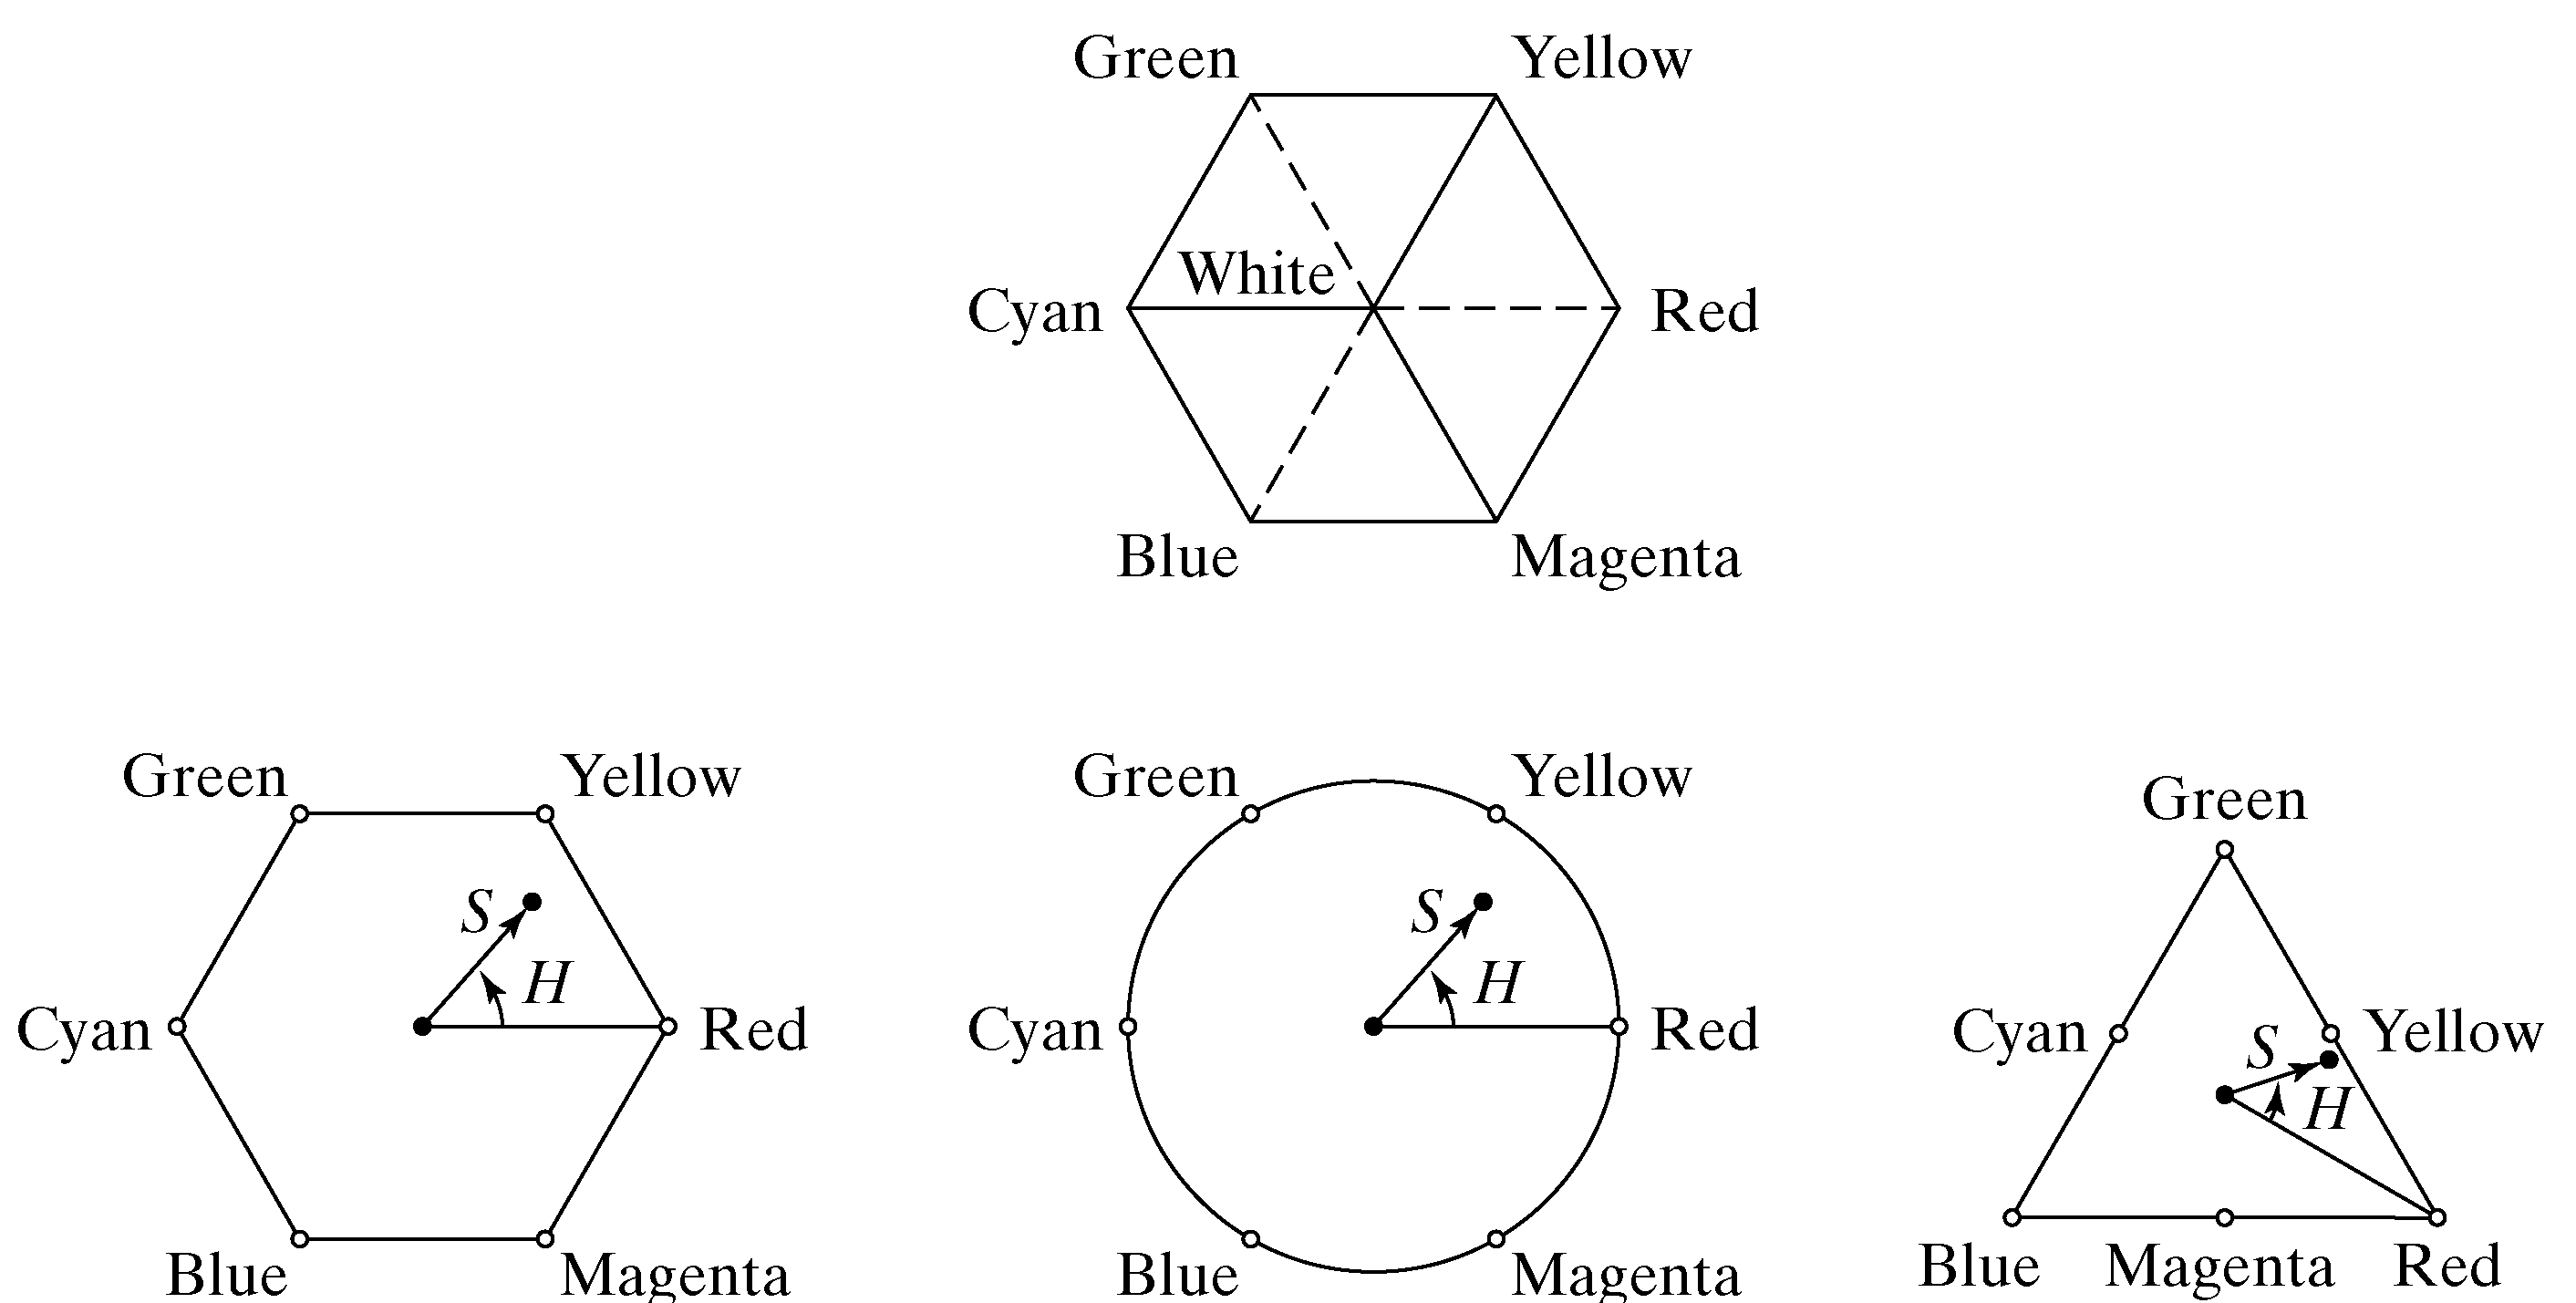 Green Yellow
White
Cyan Red
Blue Magenta
Green Yellow
S
H
Cyan Red
Blue Magenta
Green Yellow
S
H
Cyan Red
Blue Magenta
Green
Cyan Yellow
S
H
Blue Magenta Red